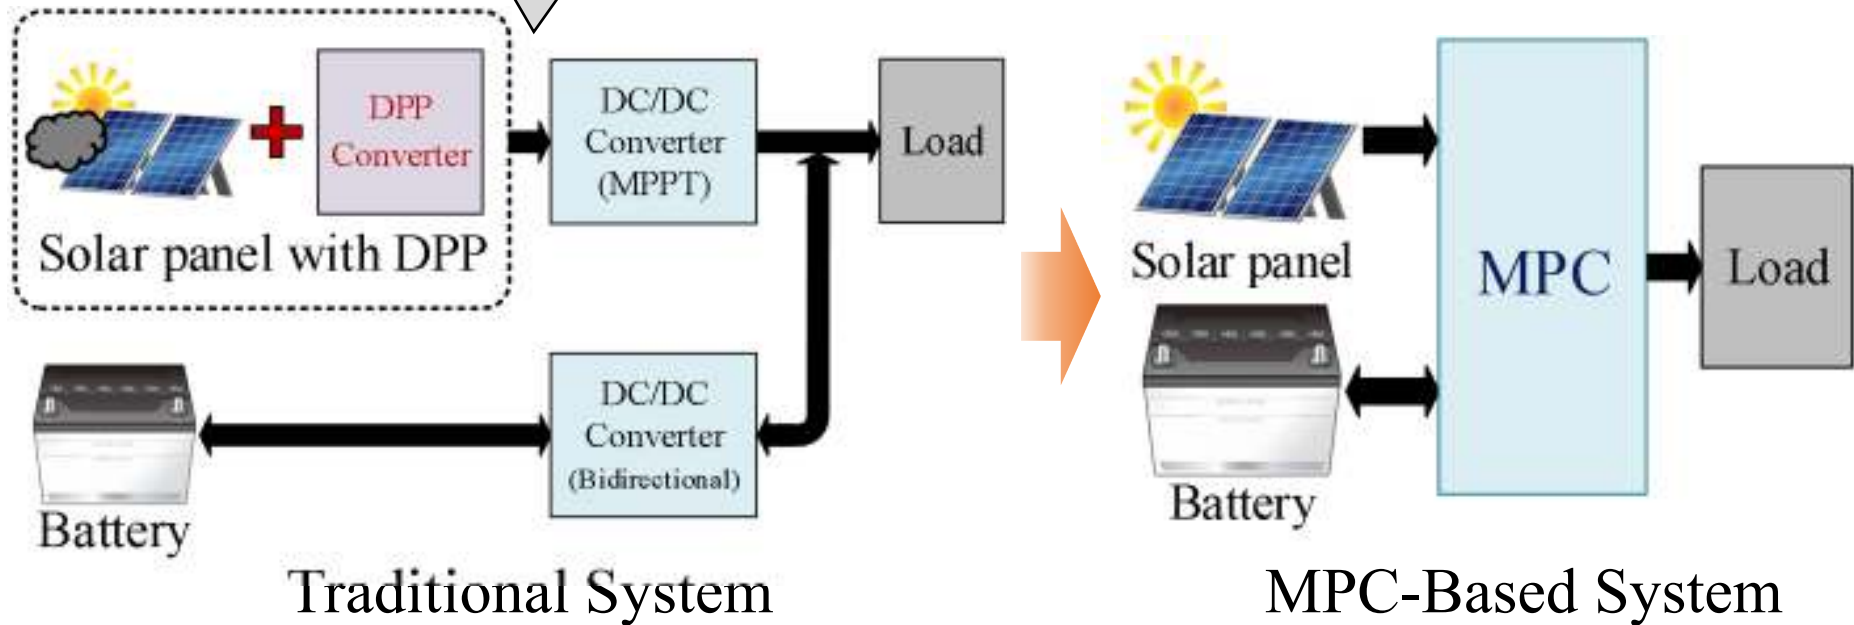 DPP
Converter
Solar panel with DPP
DC/DC
Converter
(MPPT)
Load
Battery
DC/DC
Converter
(Bidirectional)
Traditional System
Solar panel
Battery
MPC
Load
MPC-Based System